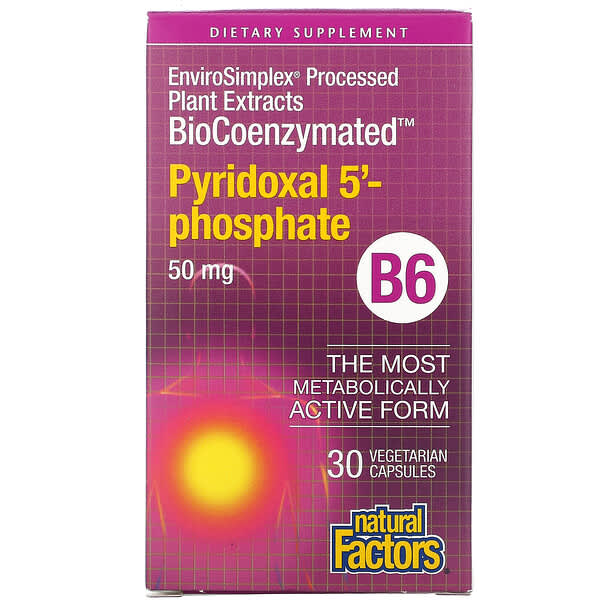 DIETARY SUPPLEMENT
EnviroSimplex® Processed
Plant Extracts
BioCoenzymated™
Pyridoxal 5'-
phosphate
50 mg
B6
THE MOST
METABOLICALLY
ACTIVE FORM
30 VEGETARIAN
CAPSULES
natural
Factors®